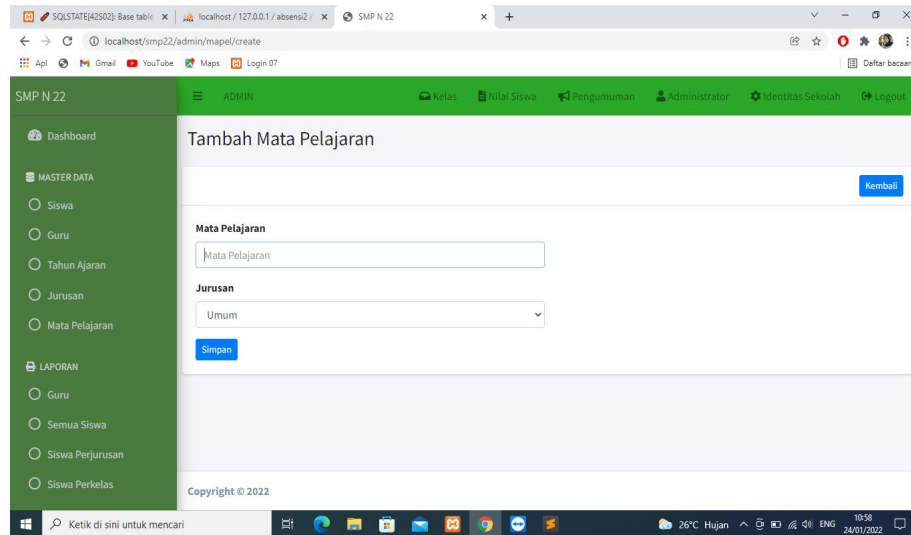 SQLSTATE[42S02]: Base table
localhost / 127.0.0.1 / absensi2 /
SMP N 22
localhost/smp22/admin/mapel/create
Apl
Gmail
YouTube
Maps
Login 07
Daftar bacaan
SMP N 22
ADMIN
Kelas
Nilai Siswa
Pengumuman
Administrator
Identitas Sekolah
Logout
Dashboard
MASTER DATA
Siswa
Guru
Tahun Ajaran
Jurusan
Mata Pelajaran
LAPORAN
Guru
Semua Siswa
Siswa Perjurusan
Siswa Perkelas
Tambah Mata Pelajaran
Kembali
Mata Pelajaran
Mata Pelajaran
Jurusan
Umum
Simpan
Copyright © 2022
Ketik di sini untuk mencari
26°C Hujan
ENG
10:58
24/01/2022